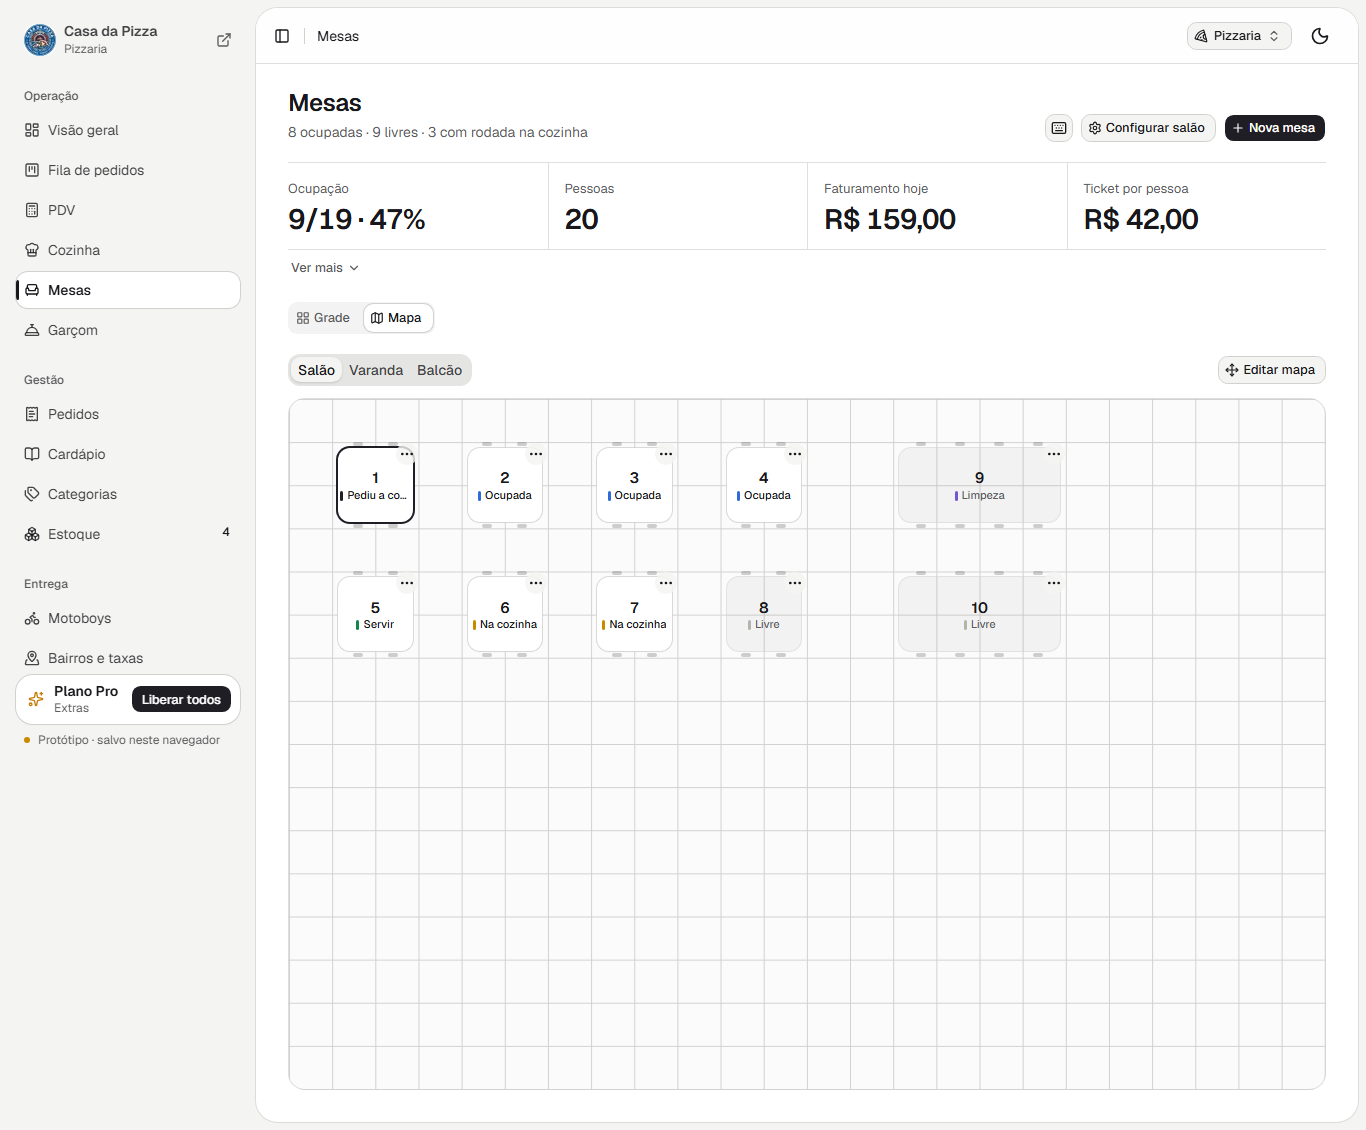 Casa da Pizza
Pizzaria
Operação
Visão geral
Fila de pedidos
PDV
Cozinha
Mesas
Garçom
Gestão
Pedidos
Cardápio
Categorias
Estoque 4
Entrega
Motoboys
Bairros e taxas
Plano Pro
Extras
Liberar todos
Protótipo · salvo neste navegador
Mesas
Pizzaria
Mesas
8 ocupadas · 9 livres · 3 com rodada na cozinha
Configurar salão
+ Nova mesa
Ocupação
9/19 · 47%
Pessoas
20
Faturamento hoje
R$ 159,00
Ticket por pessoa
R$ 42,00
Ver mais
Grade
Mapa
Salão Varanda Balcão
Editar mapa
1
Pediu a co...
2
Ocupada
3
Ocupada
4
Ocupada
9
Limpeza
5
Servir
6
Na cozinha
7
Na cozinha
8
Livre
10
Livre